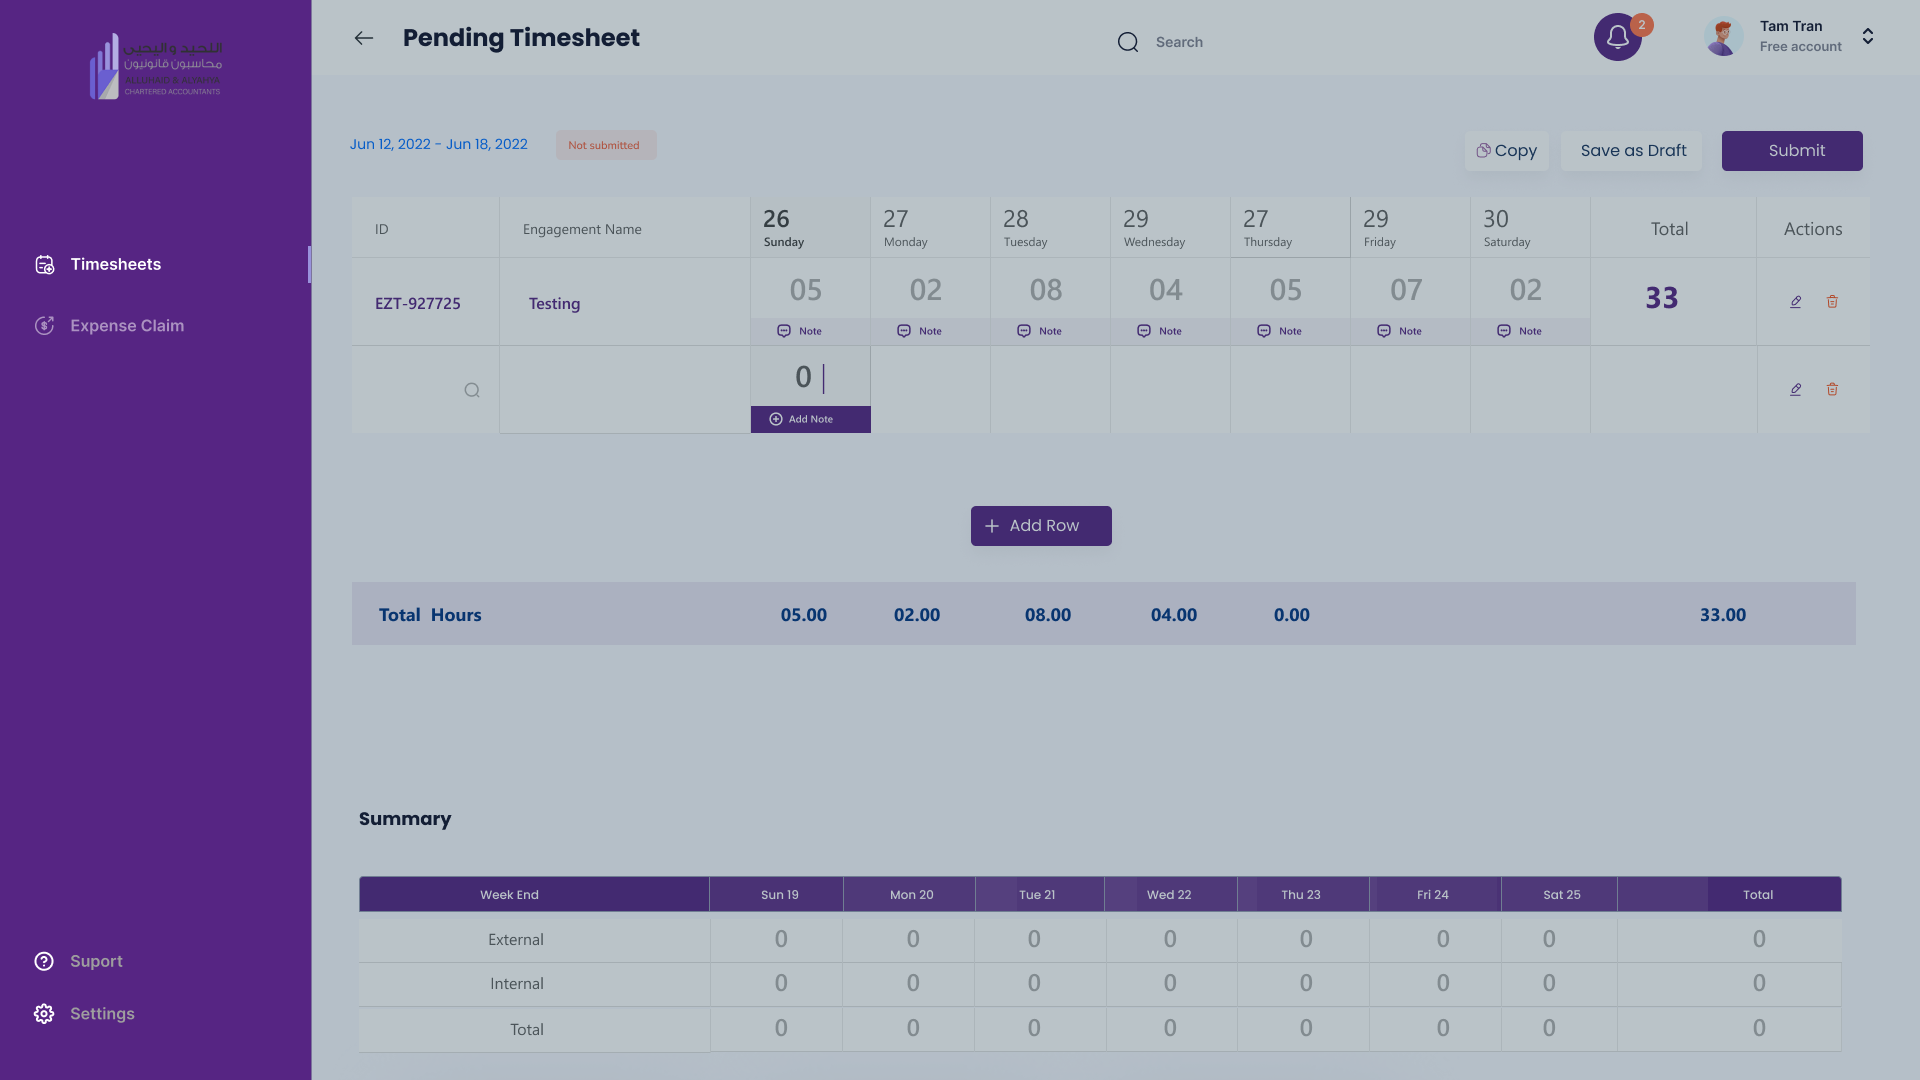 النخيد واليحيى
محاسبون قانونيون
CHARTERED ACCOUNTANTS
Timesheets
Expense Claim
Suport
Settings
Pending Timesheet
Search
2
Tam Tran
Free account
Jun 12, 2022 - Jun 18, 2022
Not submitted
Copy
Save as Draft
Submit
ID Engagement Name 26 Sunday 27 Monday 28 Tuesday 29 Wednesday 27 Thursday 29 Friday 30 Saturday Total Actions
EZT-927725 Testing 05 02 08 04 05 07 02 33
Note Note Note Note Note Note Note
0
Add Note
Add Row
Total Hours 05.00 02.00 08.00 04.00 0.00 33.00
Summary
Week End Sun 19 Mon 20 Tue 21 Wed 22 Thu 23 Fri 24 Sat 25 Total
External 0 0 0 0 0 0 0 0
Internal 0 0 0 0 0 0 0 0
Total 0 0 0 0 0 0 0 0